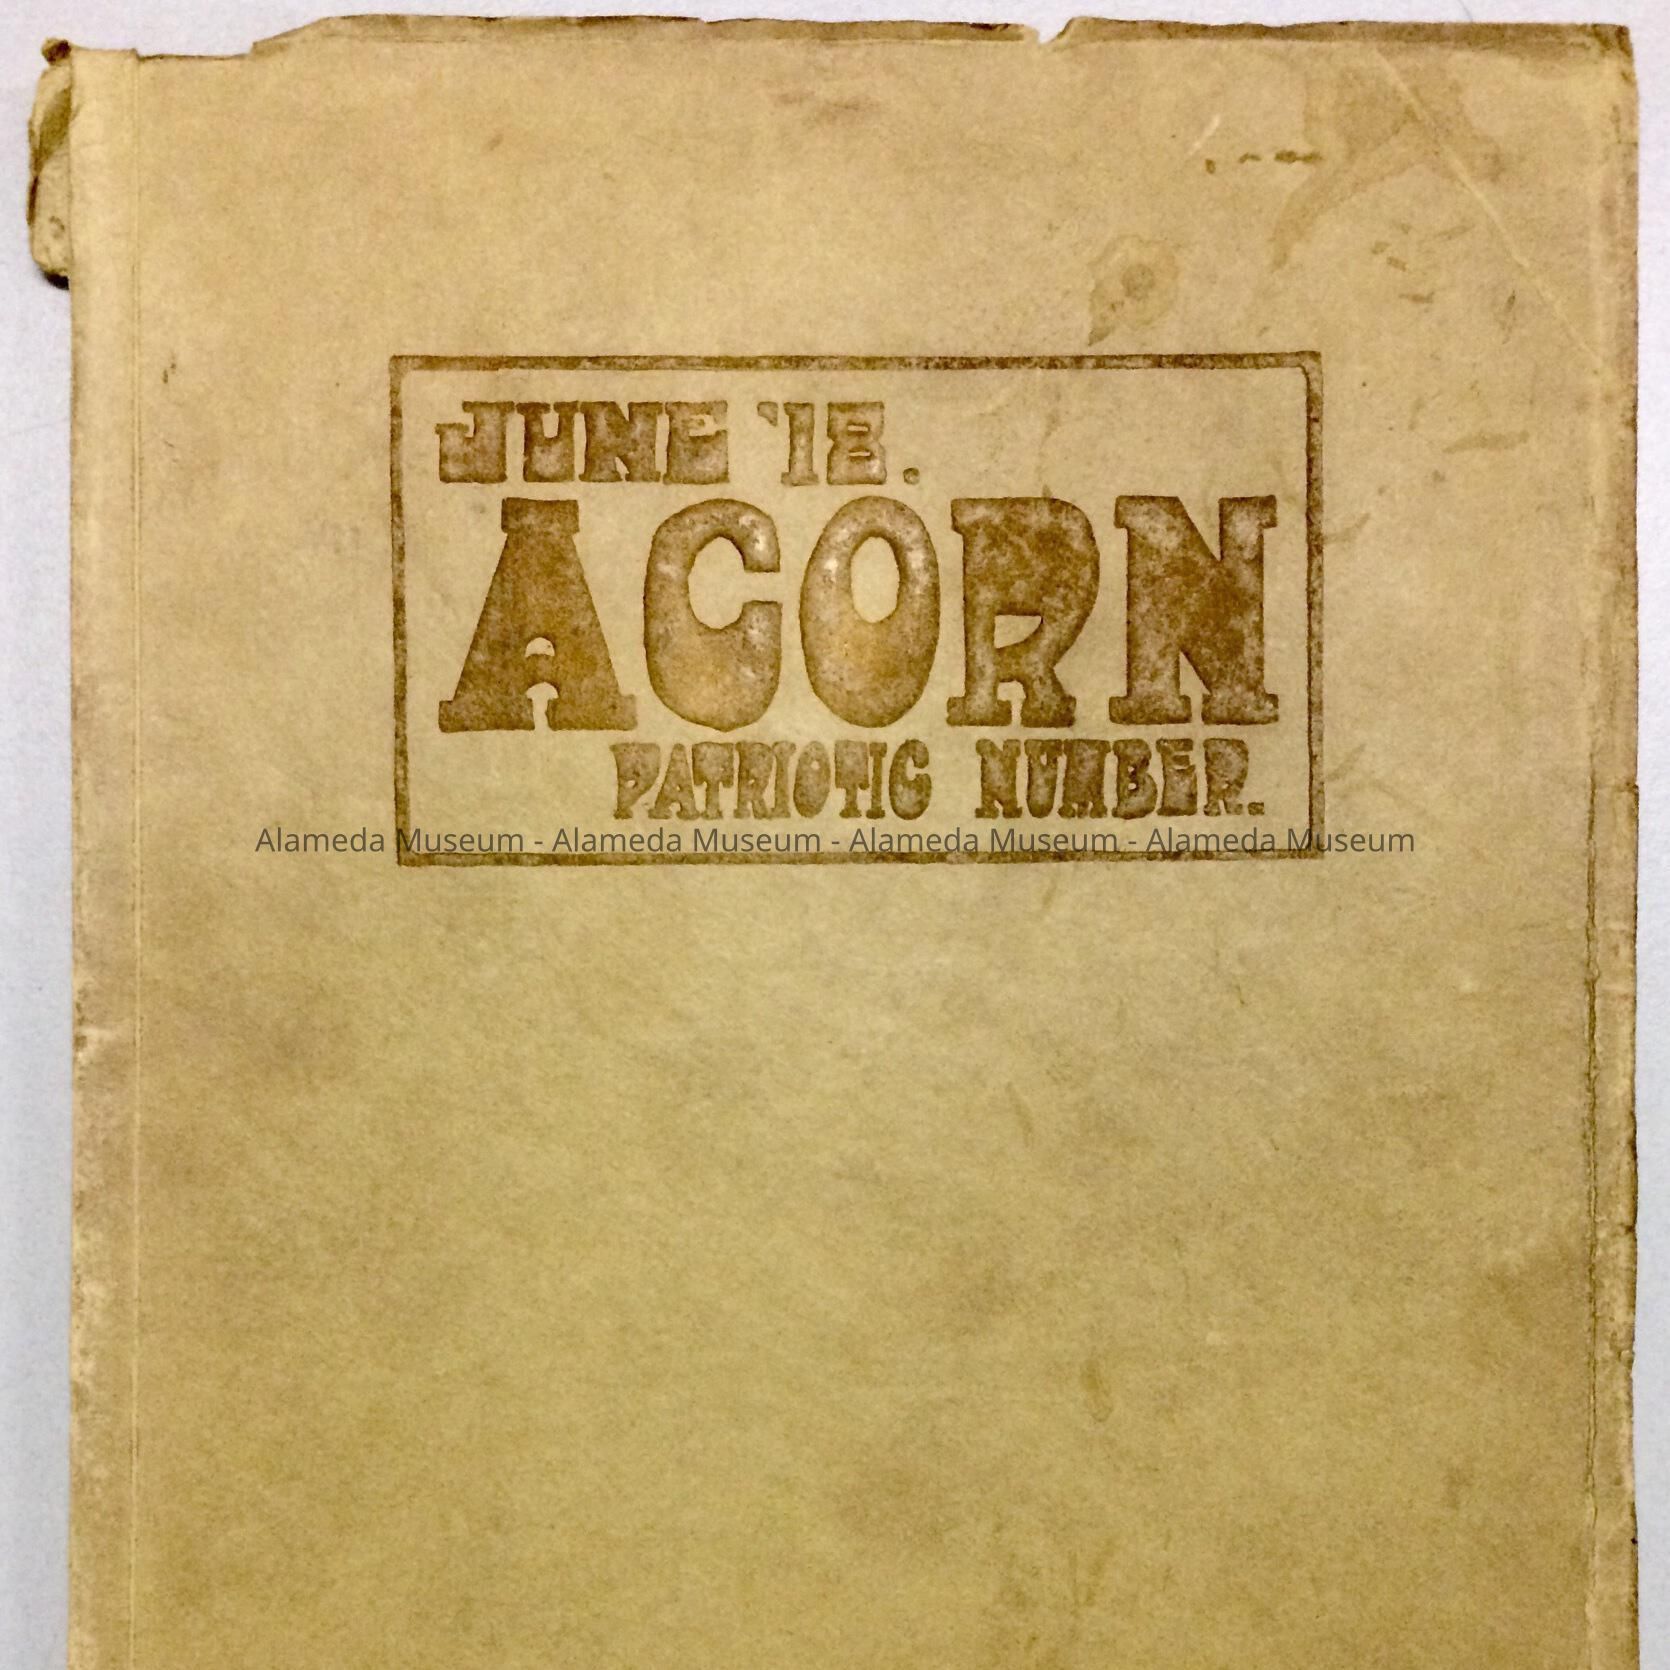 JUNE '18.
ACORN
PATRIOTIC NUMBER.
Alameda Museum - Alameda Museum - Alameda Museum - Alameda Museum